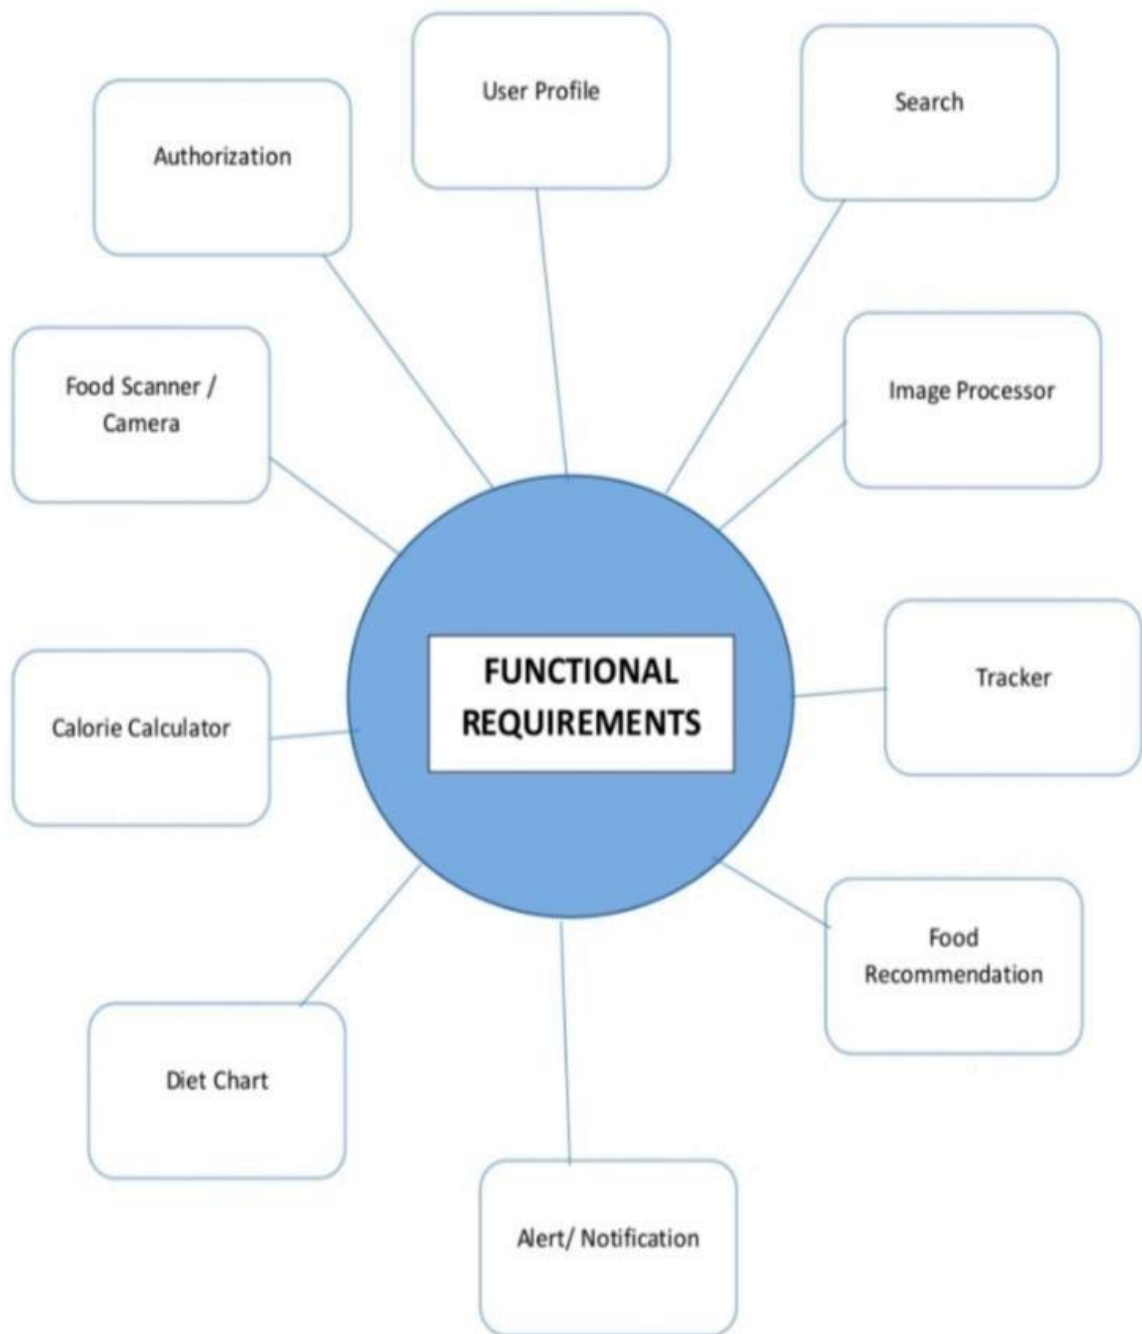 User Profile
Search
Authorization
Food Scanner /
Camera
Image Processor
FUNCTIONAL
REQUIREMENTS
Tracker
Calorie Calculator
Food
Recommendation
Diet Chart
Alert/ Notification